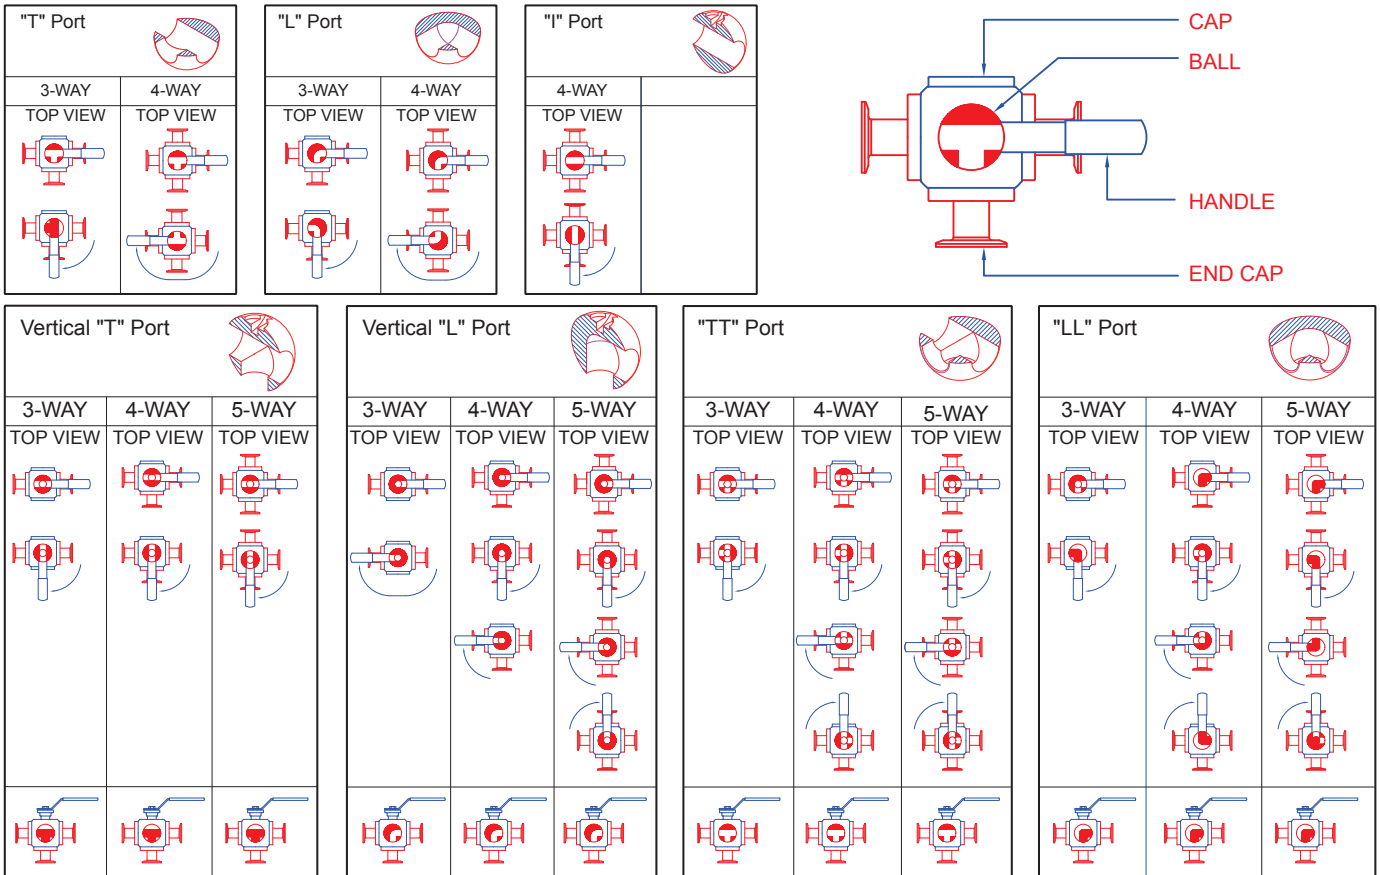 "T" Port
3-WAY 4-WAY
TOP VIEW TOP VIEW
"L" Port
3-WAY 4-WAY
TOP VIEW TOP VIEW
"I" Port
4-WAY
TOP VIEW
CAP
BALL
HANDLE
END CAP
Vertical "T" Port
3-WAY 4-WAY 5-WAY
TOP VIEW TOP VIEW TOP VIEW
Vertical "L" Port
3-WAY 4-WAY 5-WAY
TOP VIEW TOP VIEW TOP VIEW
"TT" Port
3-WAY 4-WAY 5-WAY
TOP VIEW TOP VIEW TOP VIEW
"LL" Port
3-WAY 4-WAY 5-WAY
TOP VIEW TOP VIEW TOP VIEW